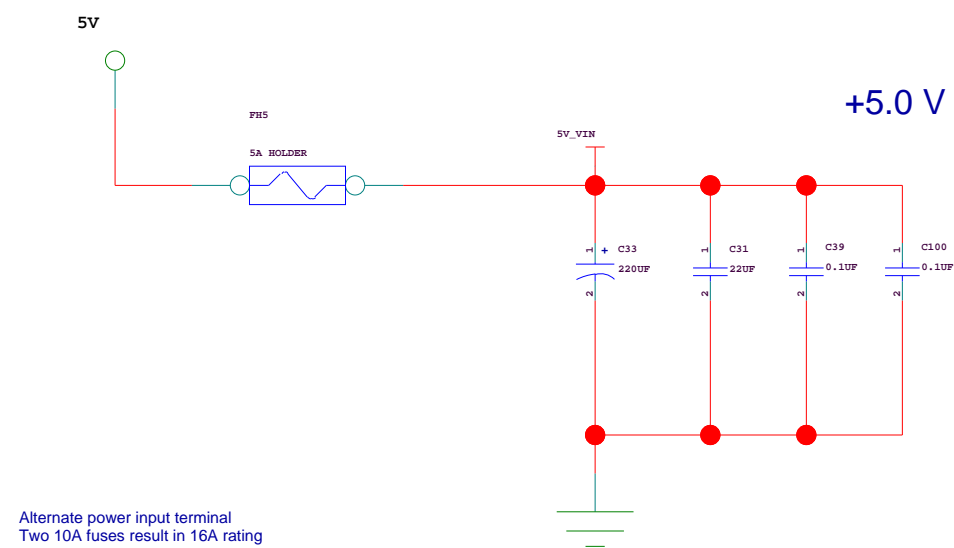 5V
+5.0 V
FH5
5A HOLDER
5V_VIN
1 + C33
220UF
2
1 C31
22UF
2
1 C39
0.1UF
2
1 C100
0.1UF
2
Alternate power input terminal
Two 10A fuses result in 16A rating